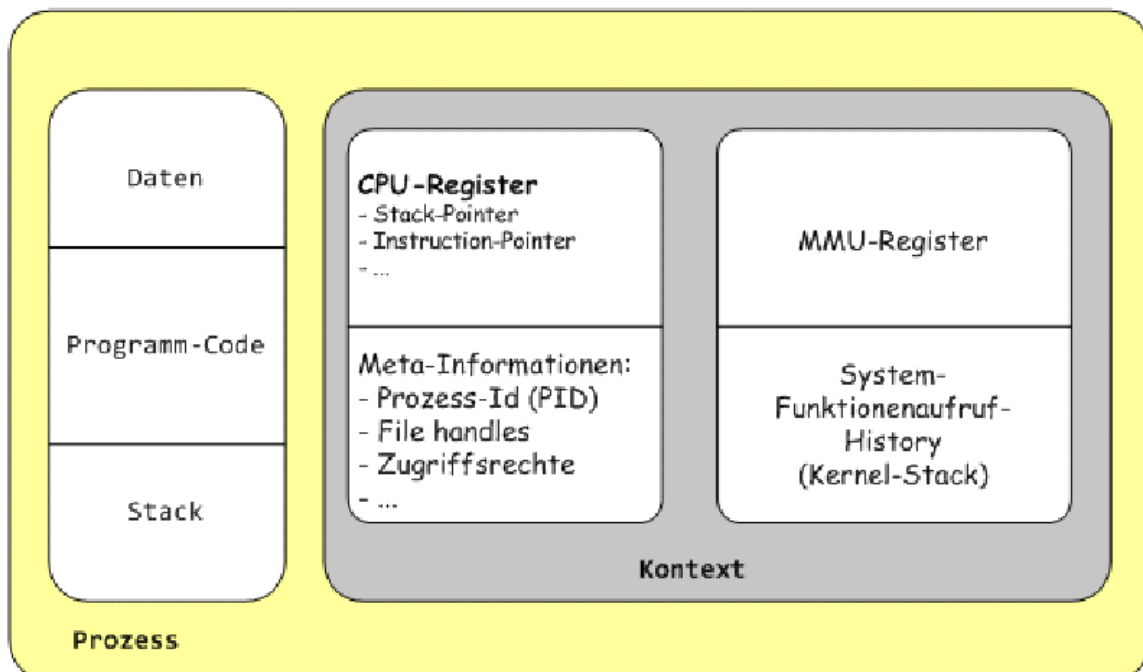 Daten
Programm-Code
Stack
CPU-Register
- Stack-Pointer
- Instruction-Pointer
- ...
Meta-Informationen:
- Prozess-Id (PID)
- File handles
- Zugriffsrechte
- ...
MMU-Register
System-
Funktionenaufruf-
History
(Kernel-Stack)
Kontext
Prozess